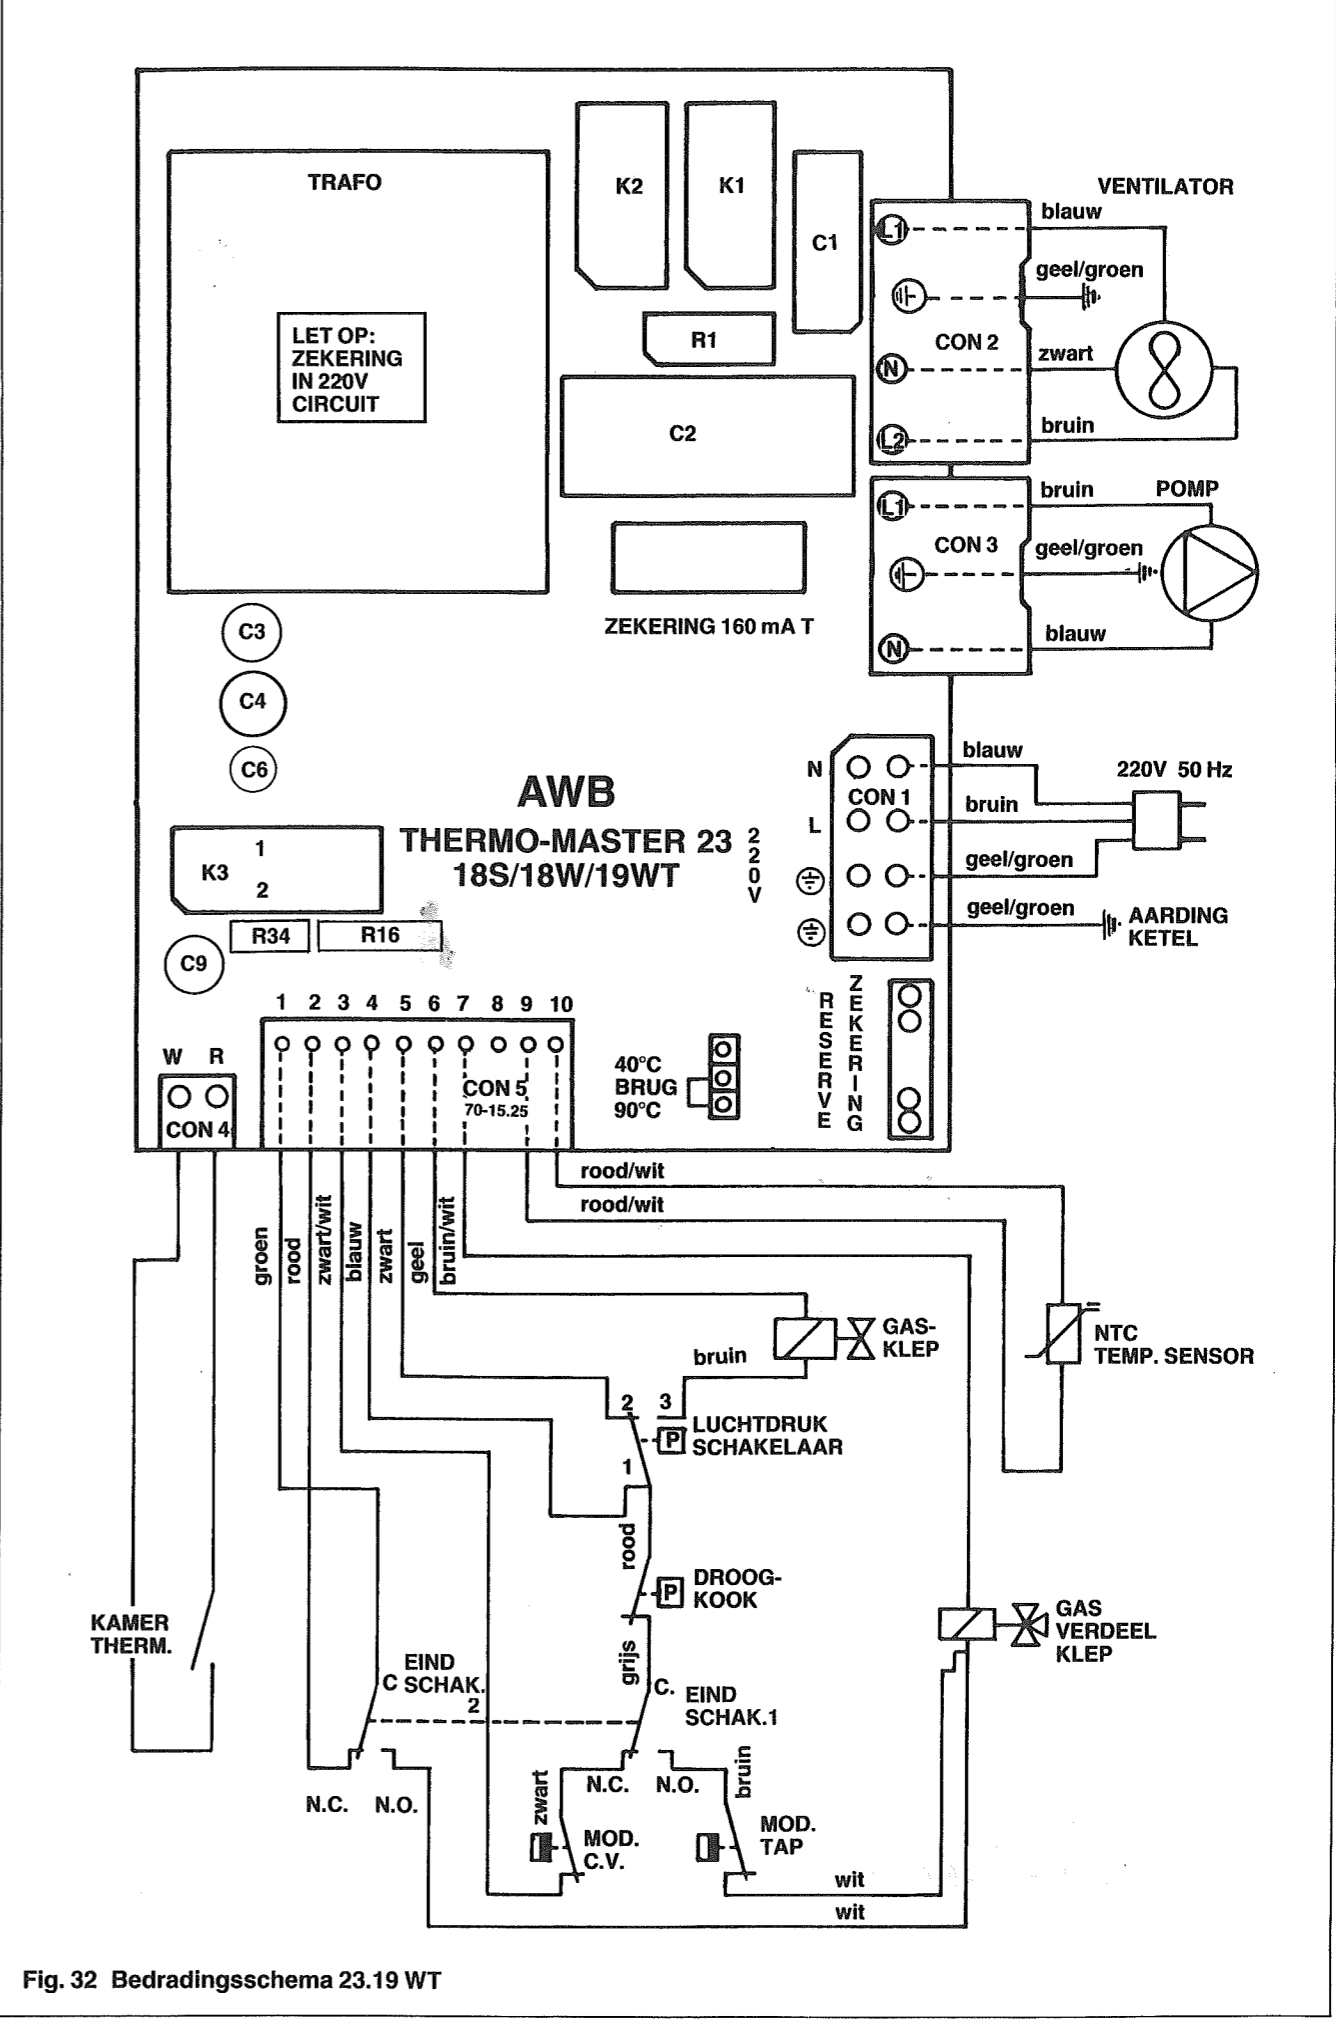 TRAFO
LET OP:
ZEKERING
IN 220V
CIRCUIT
K2
K1
C1
R1
C2
ZEKERING 160 mA T
VENTILATOR
L1
blauw
geel/groen
CON 2
N
zwart
L2
bruin
L1
bruin
POMP
CON 3
geel/groen
N
blauw
C3
C4
C6
AWB
THERMO-MASTER 23
18S/18W/19WT
220V
N
L
CON 1
blauw
bruin
geel/groen
geel/groen
220V 50 Hz
AARDING
KETEL
K3
1
2
R34
R16
C9
W R
CON 4
1 2 3 4 5 6 7 8 9 10
CON 5
70-15.25
40°C
BRUG
90°C
RESERVE
ZEKERING
rood/wit
rood/wit
groen
rood
zwart/wit
blauw
zwart
geel
bruin/wit
GAS-
KLEP
bruin
NTC
TEMP. SENSOR
2 3
P
LUCHTDRUK
SCHAKELAAR
1
rood
P
DROOG-
KOOK
grijs
KAMER
THERM.
GAS
VERDEEL
KLEP
C
EIND
SCHAK.
2
C.
EIND
SCHAK.1
N.C. N.O.
N.C. N.O.
zwart
bruin
MOD.
C.V.
MOD.
TAP
wit
wit
Fig. 32 Bedradingsschema 23.19 WT